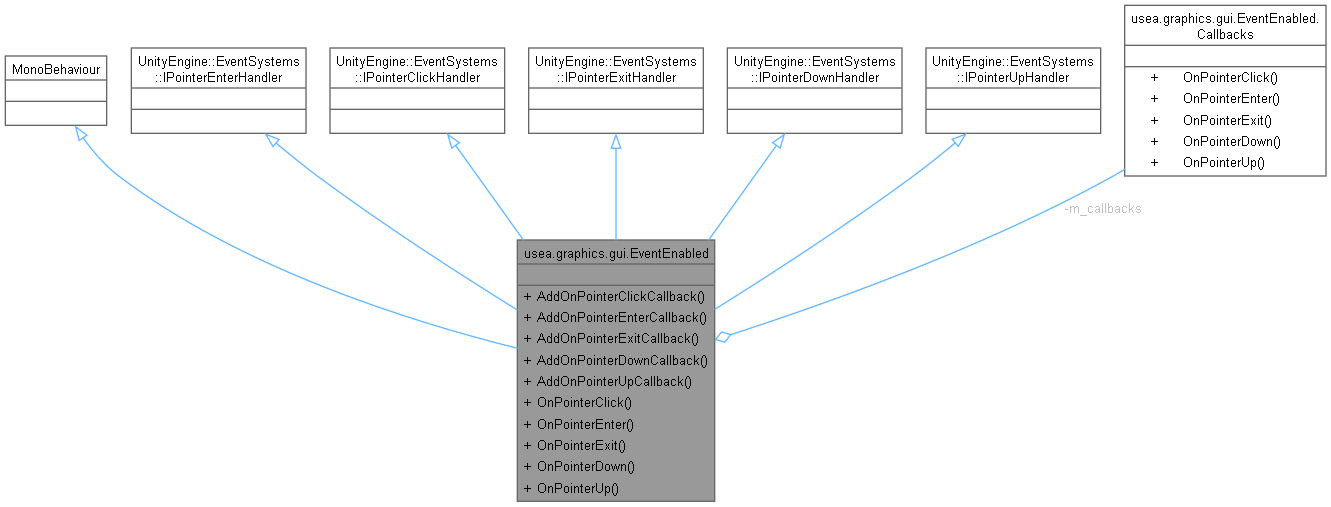 MonoBehaviour
UnityEngine::EventSystems
::IPointerEnterHandler
UnityEngine::EventSystems
::IPointerClickHandler
UnityEngine::EventSystems
::IPointerExitHandler
UnityEngine::EventSystems
::IPointerDownHandler
UnityEngine::EventSystems
::IPointerUpHandler
usea.graphics.gui.EventEnabled.
Callbacks
+ OnPointerClick()
+ OnPointerEnter()
+ OnPointerExit()
+ OnPointerDown()
+ OnPointerUp()
-m_callbacks
usea.graphics.gui.EventEnabled
+ AddOnPointerClickCallback()
+ AddOnPointerEnterCallback()
+ AddOnPointerExitCallback()
+ AddOnPointerDownCallback()
+ AddOnPointerUpCallback()
+ OnPointerClick()
+ OnPointerEnter()
+ OnPointerExit()
+ OnPointerDown()
+ OnPointerUp()